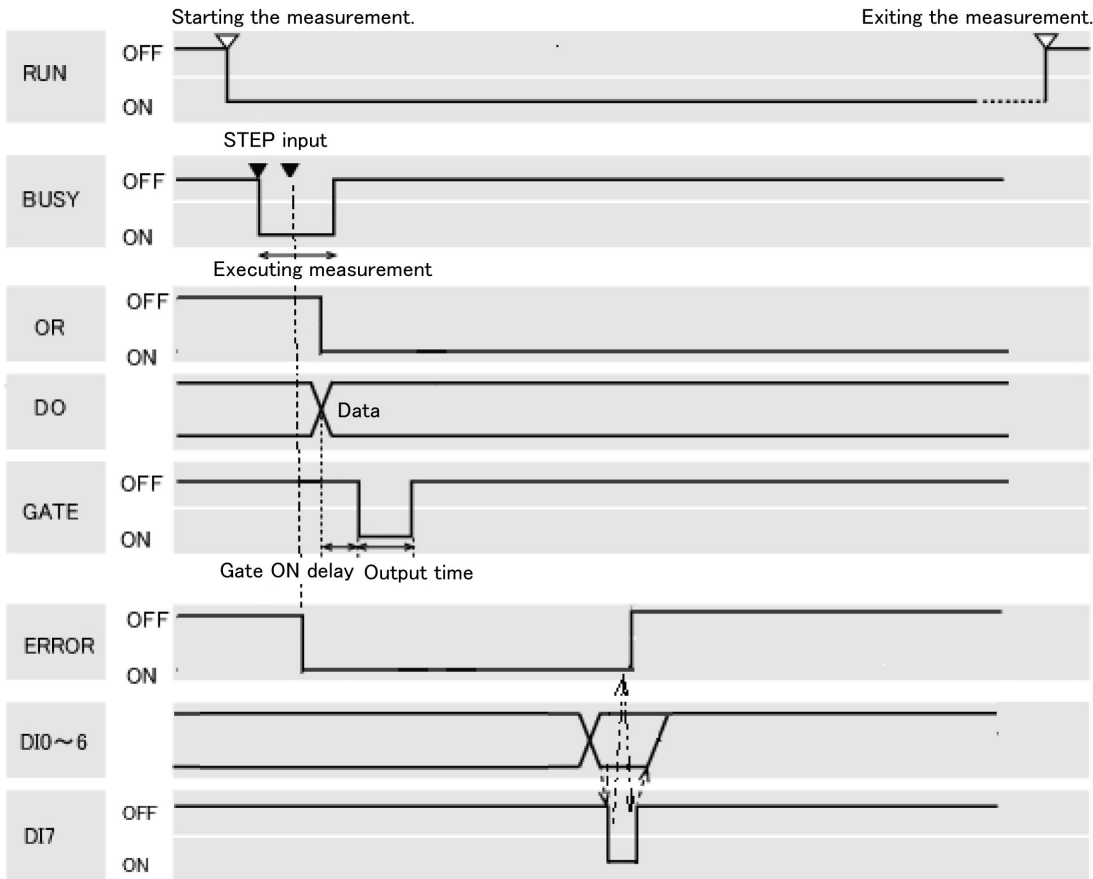 Starting the measurement.
Exiting the measurement.
RUN
OFF
ON
STEP input
BUSY
OFF
ON
Executing measurement
OR
OFF
ON
DO
Data
GATE
OFF
ON
Gate ON delay
Output time
ERROR
OFF
ON
DI0～6
DI7
OFF
ON